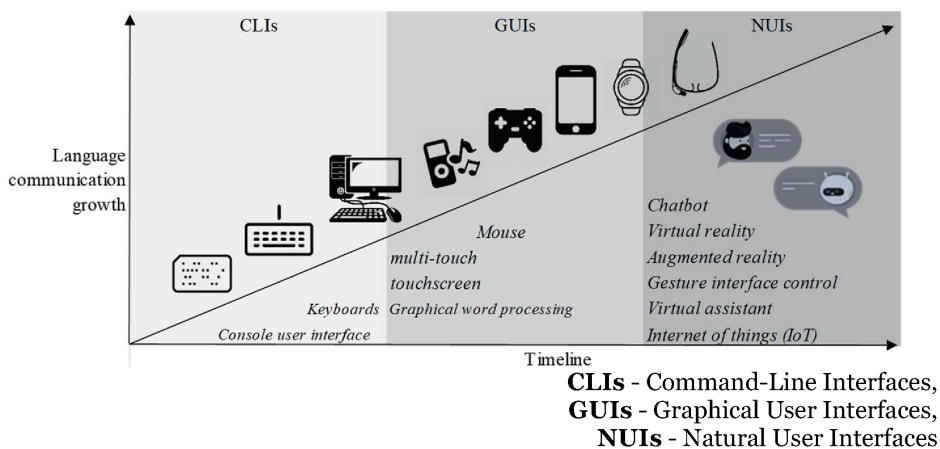 CLIs
GUIs
NUIs
Language
communication
growth
Keyboards
Console user interface
Mouse
multi-touch
touchscreen
Graphical word processing
Chatbot
Virtual reality
Augmented reality
Gesture interface control
Virtual assistant
Internet of things (IoT)
Timeline
CLIs - Command-Line Interfaces,
GUIs - Graphical User Interfaces,
NUIs - Natural User Interfaces